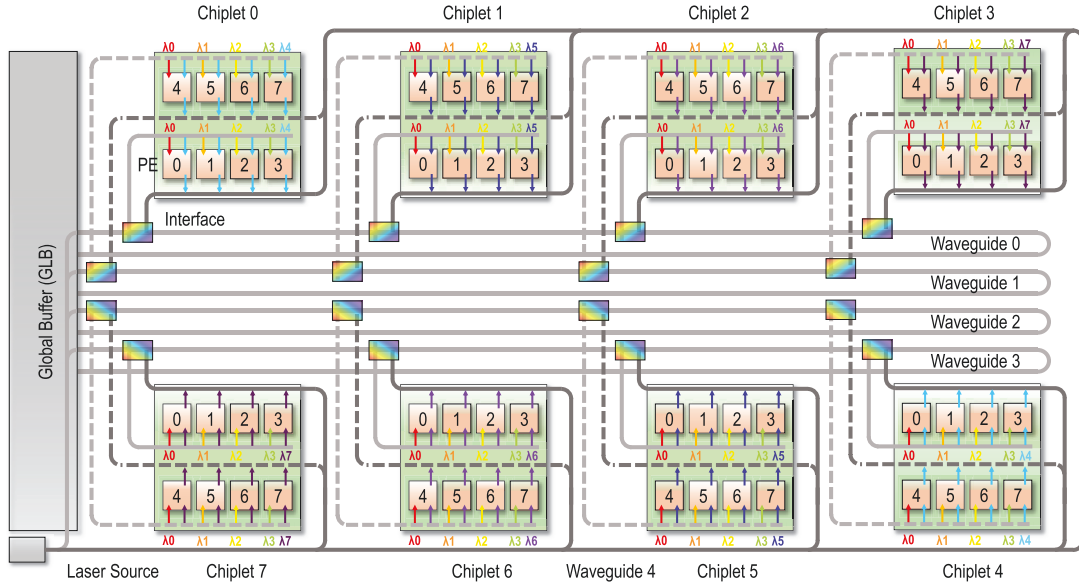 Chiplet 0 Chiplet 1 Chiplet 2 Chiplet 3
λ0 λ1 λ2 λ3 λ4 λ0 λ1 λ2 λ3 λ5 λ0 λ1 λ2 λ3 λ6 λ0 λ1 λ2 λ3 λ7
4 5 6 7 4 5 6 7 4 5 6 7 4 5 6 7
λ0 λ1 λ2 λ3 λ4 λ0 λ1 λ2 λ3 λ5 λ0 λ1 λ2 λ3 λ6 λ0 λ1 λ2 λ3 λ7
PE 0 1 2 3 0 1 2 3 0 1 2 3 0 1 2 3
Interface
Global Buffer (GLB)
Waveguide 0
Waveguide 1
Waveguide 2
Waveguide 3
0 1 2 3 0 1 2 3 0 1 2 3 0 1 2 3
λ0 λ1 λ2 λ3 λ7 λ0 λ1 λ2 λ3 λ6 λ0 λ1 λ2 λ3 λ5 λ0 λ1 λ2 λ3 λ4
4 5 6 7 4 5 6 7 4 5 6 7 4 5 6 7
λ0 λ1 λ2 λ3 λ7 λ0 λ1 λ2 λ3 λ6 λ0 λ1 λ2 λ3 λ5 λ0 λ1 λ2 λ3 λ4
Laser Source Chiplet 7 Chiplet 6 Waveguide 4 Chiplet 5 Chiplet 4